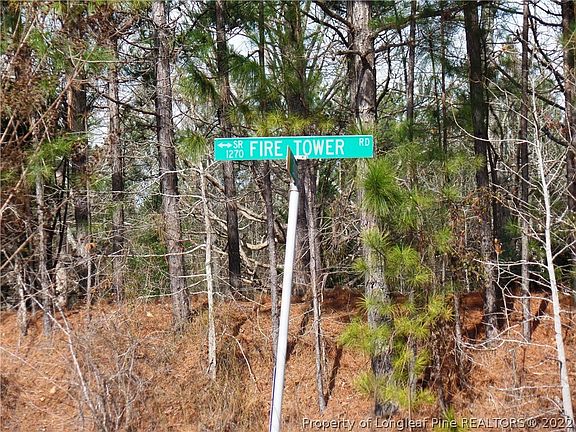 SR
1270 FIRE TOWER RD
Property of Longleaf Pine REALTORS©2022